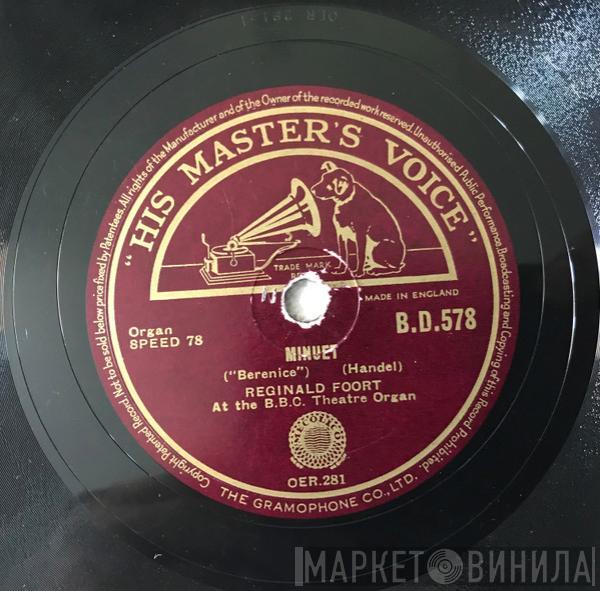 Copyright Patented Record. Not to be sold below price fixed by Patentees. All rights of the Manufacturer and of the Owner of the recorded work reserved. Unauthorised Public Performance, Broadcasting and Copying of this Record Prohibited.
"HIS MASTER'S VOICE"
TRADE MARK
MADE IN ENGLAND
Organ
SPEED 78
B.D.578
MINUET
("Berenice") (Handel)
REGINALD FOORT
At the B.B.C. Theatre Organ
OER.281
THE GRAMOPHONE CO., LTD.
МАРКЕТ ВИНИЛА